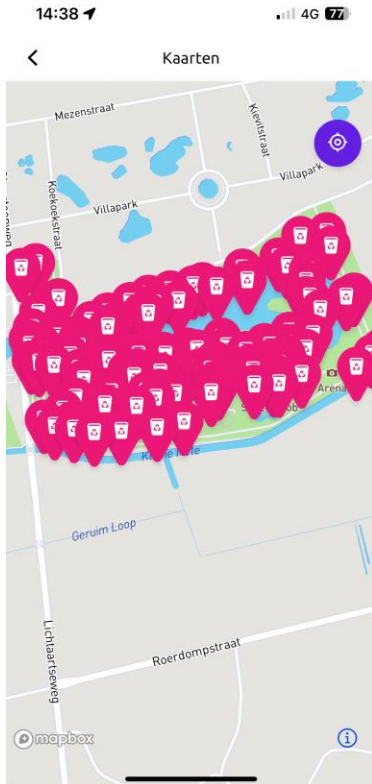 14:38
4G 77
Kaarten
Mezenstraat
Kievitstraat
Koekoekstraat
Villapark
Villapark
Arena
Geruim Loop
Lichtaartseweg
Roerdompstraat
mapbox